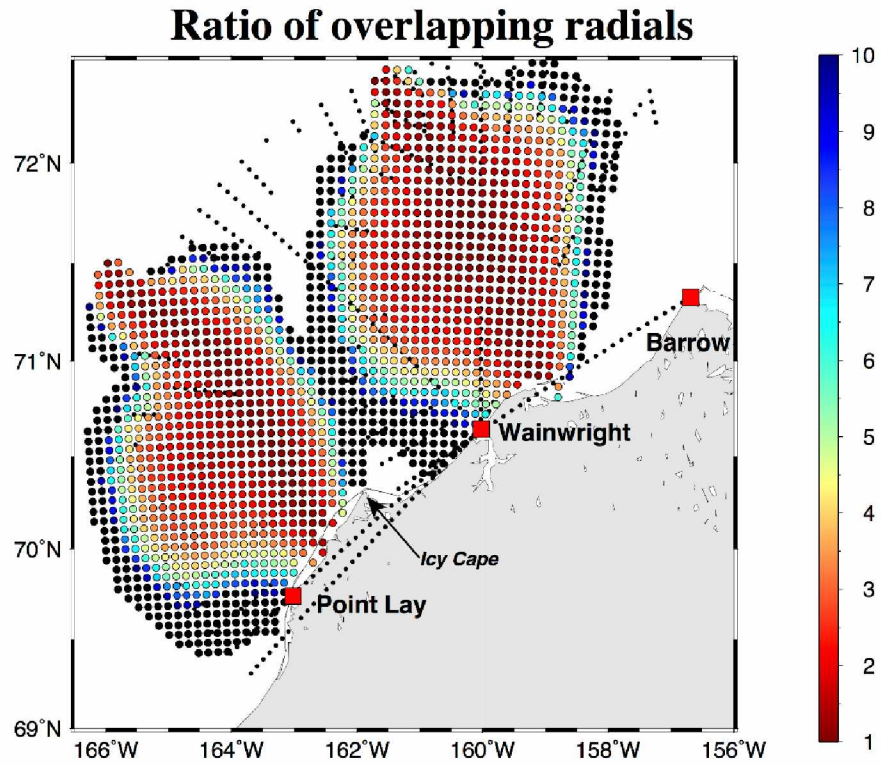 Ratio of overlapping radials
72˚N
71˚N
70˚N
69˚N
166˚W
164˚W
162˚W
160˚W
158˚W
156˚W
Barrow
Wainwright
Icy Cape
Point Lay
10
9
8
7
6
5
4
3
2
1